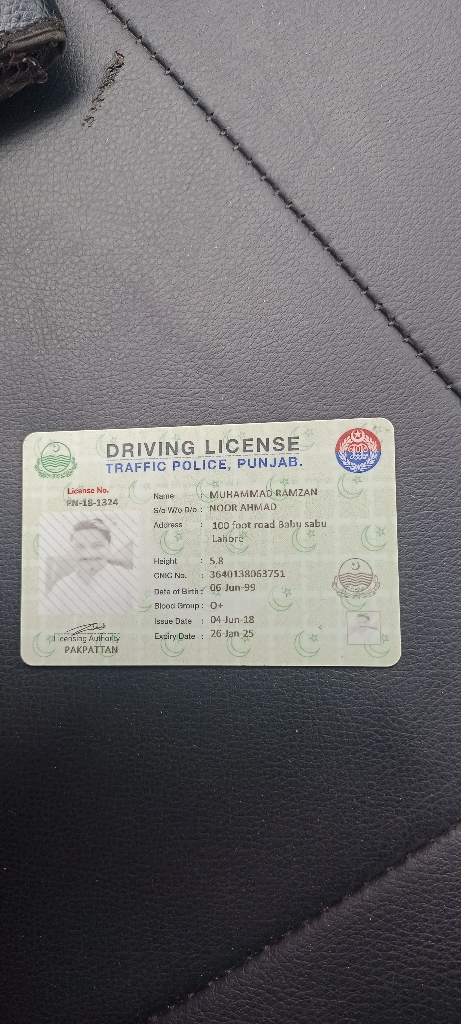 DRIVING LICENSE
TRAFFIC POLICE, PUNJAB.
License No.
PN-18-1324
Name MUHAMMAD RAMZAN
S/o W/o D/o : NOOR AHMAD
Address : 100 foot road Babu sabu
Lahore
Height : 5.8
CNIC No. : 3640138063751
Date of Birth : 06-Jun-99
Blood Group : O+
Issue Date : 04-Jun-18
Expiry Date : 26-Jan-25
Licensing Authority
PAKPATTAN